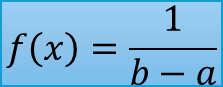 f(x) = 1 / (b − a)